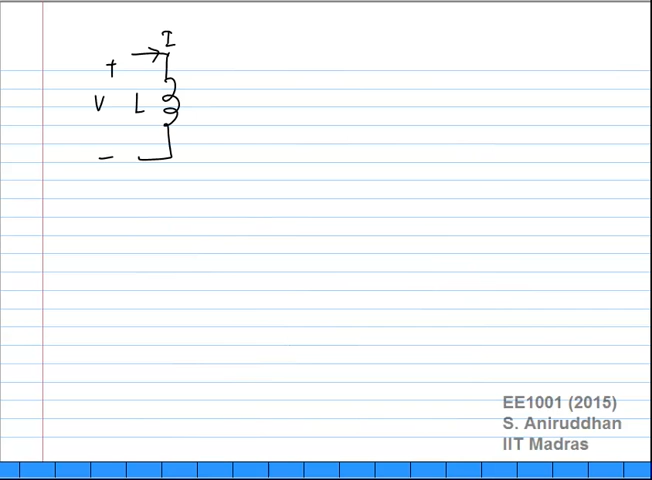 I
+
V L
−
EE1001 (2015)
S. Aniruddhan
IIT Madras